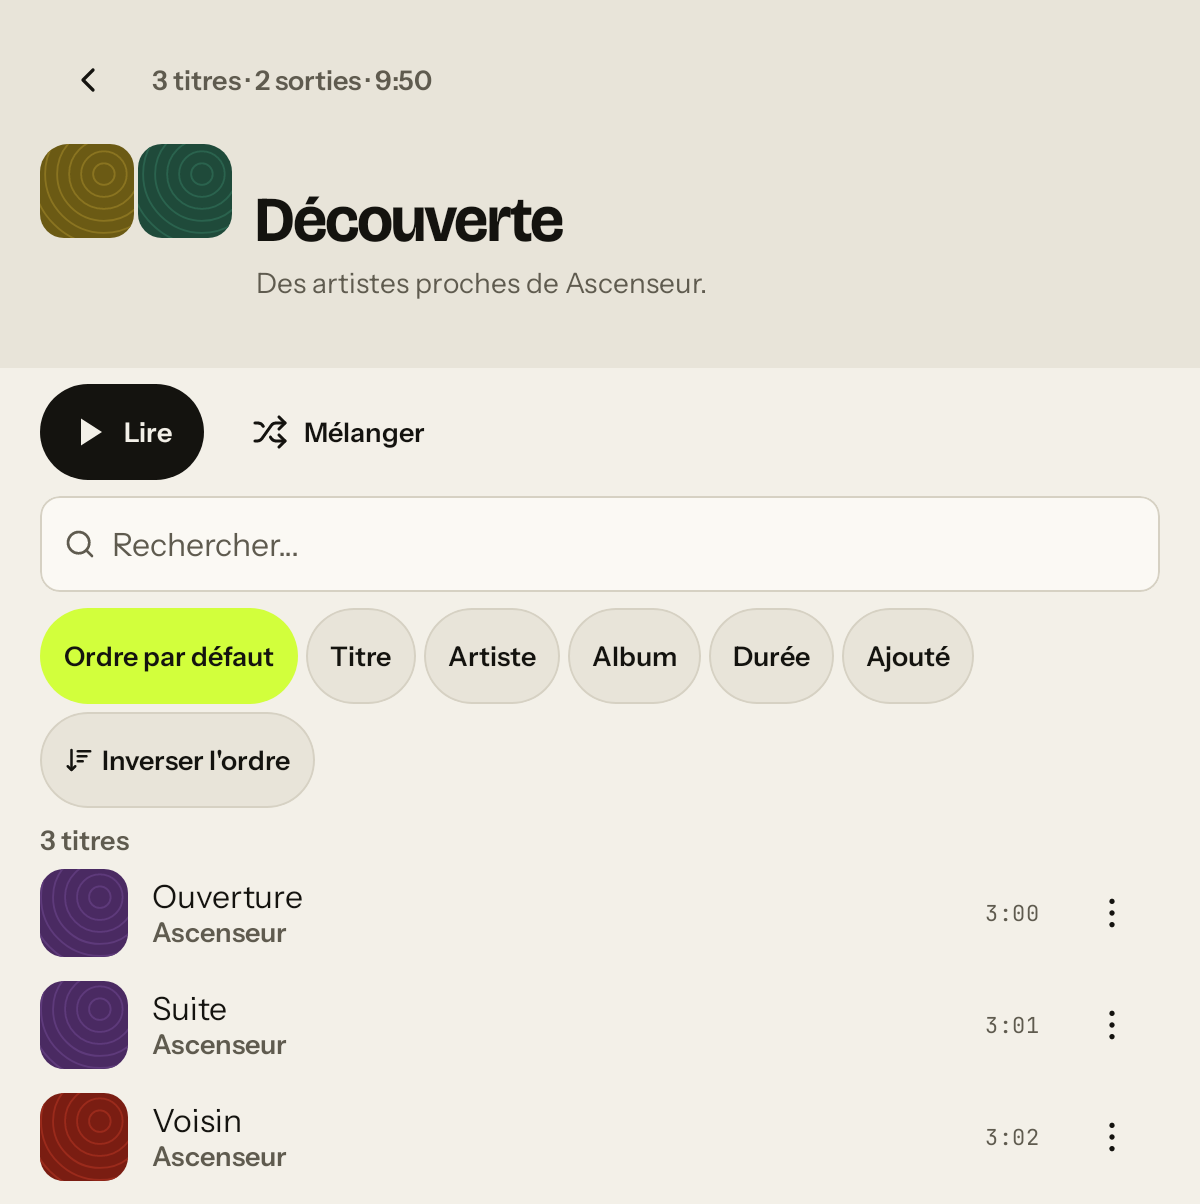 3 titres · 2 sorties · 9:50
Découverte
Des artistes proches de Ascenseur.
Lire
Mélanger
Rechercher...
Ordre par défaut
Titre
Artiste
Album
Durée
Ajouté
Inverser l'ordre
3 titres
Ouverture
Ascenseur
3:00
Suite
Ascenseur
3:01
Voisin
Ascenseur
3:02